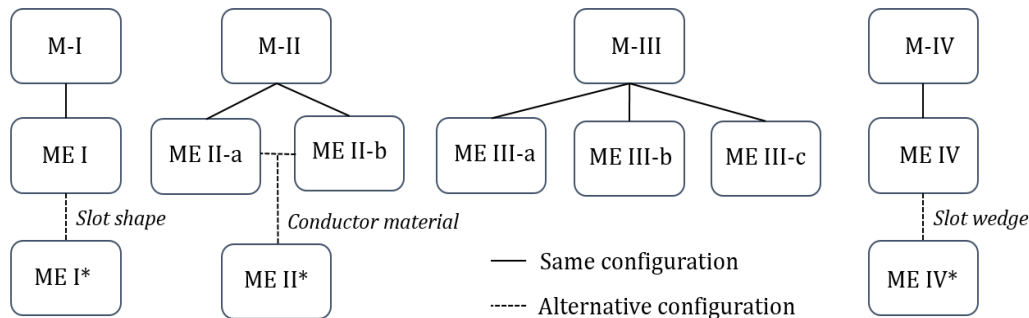 M-I
M-II
M-III
M-IV
ME I
ME II-a
ME II-b
ME III-a
ME III-b
ME III-c
ME IV
Slot shape
Conductor material
Slot wedge
ME I*
ME II*
ME IV*
Same configuration
Alternative configuration